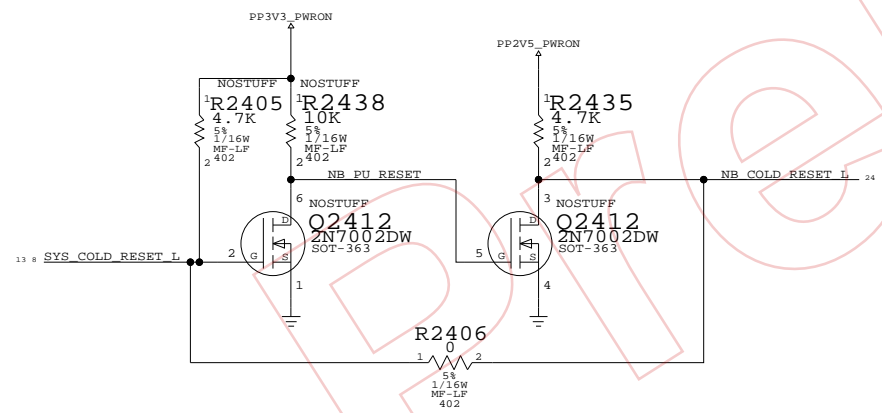 PP3V3_PWRON
PP2V5_PWRON
NOSTUFF
NOSTUFF
1 R2405
4.7K
5%
1/16W
MF-LF
2 402
1 R2438
10K
5%
1/16W
MF-LF
2 402
1 R2435
4.7K
5%
1/16W
MF-LF
2 402
NB_PU_RESET
NB_COLD_RESET_L 24
6
NOSTUFF
Q2412
2N7002DW
SOT-363
D
G
S
2
1
3
NOSTUFF
Q2412
2N7002DW
SOT-363
D
G
S
5
4
13 8 SYS_COLD_RESET_L
R2406
0
1 2
5%
1/16W
MF-LF
402
Pre